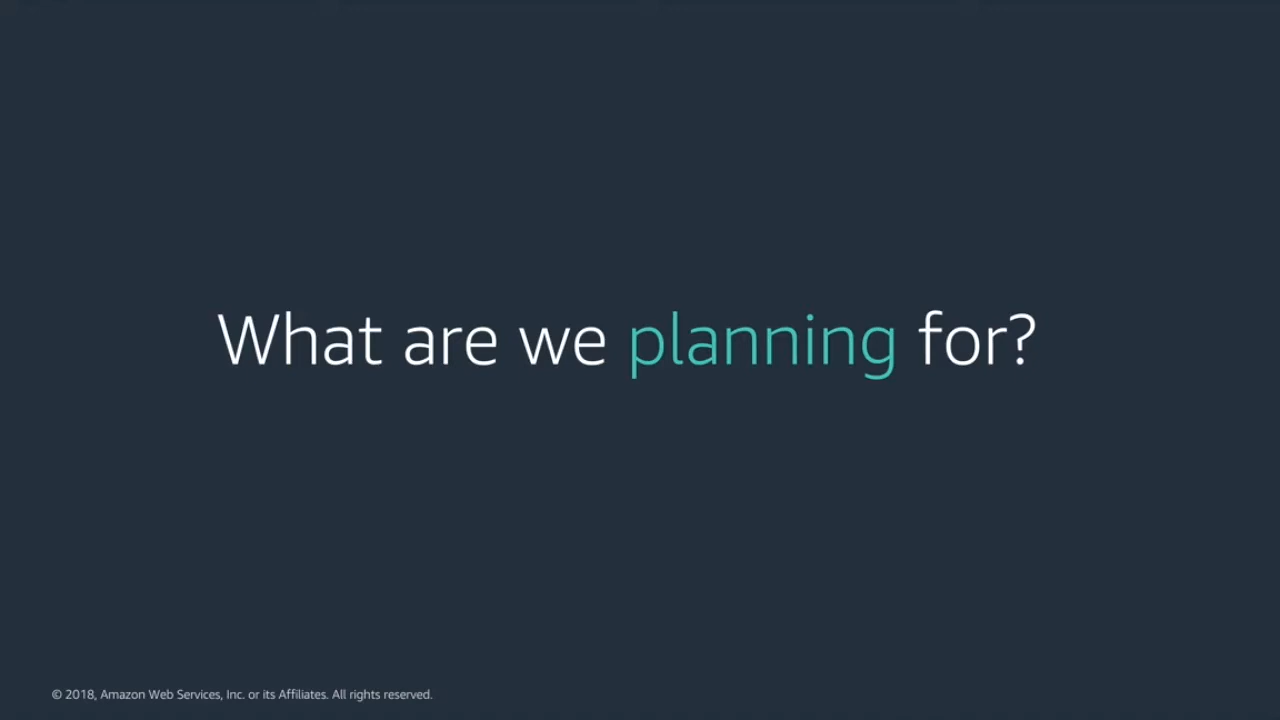 What are we planning for?
© 2018, Amazon Web Services, Inc. or its Affiliates. All rights reserved.